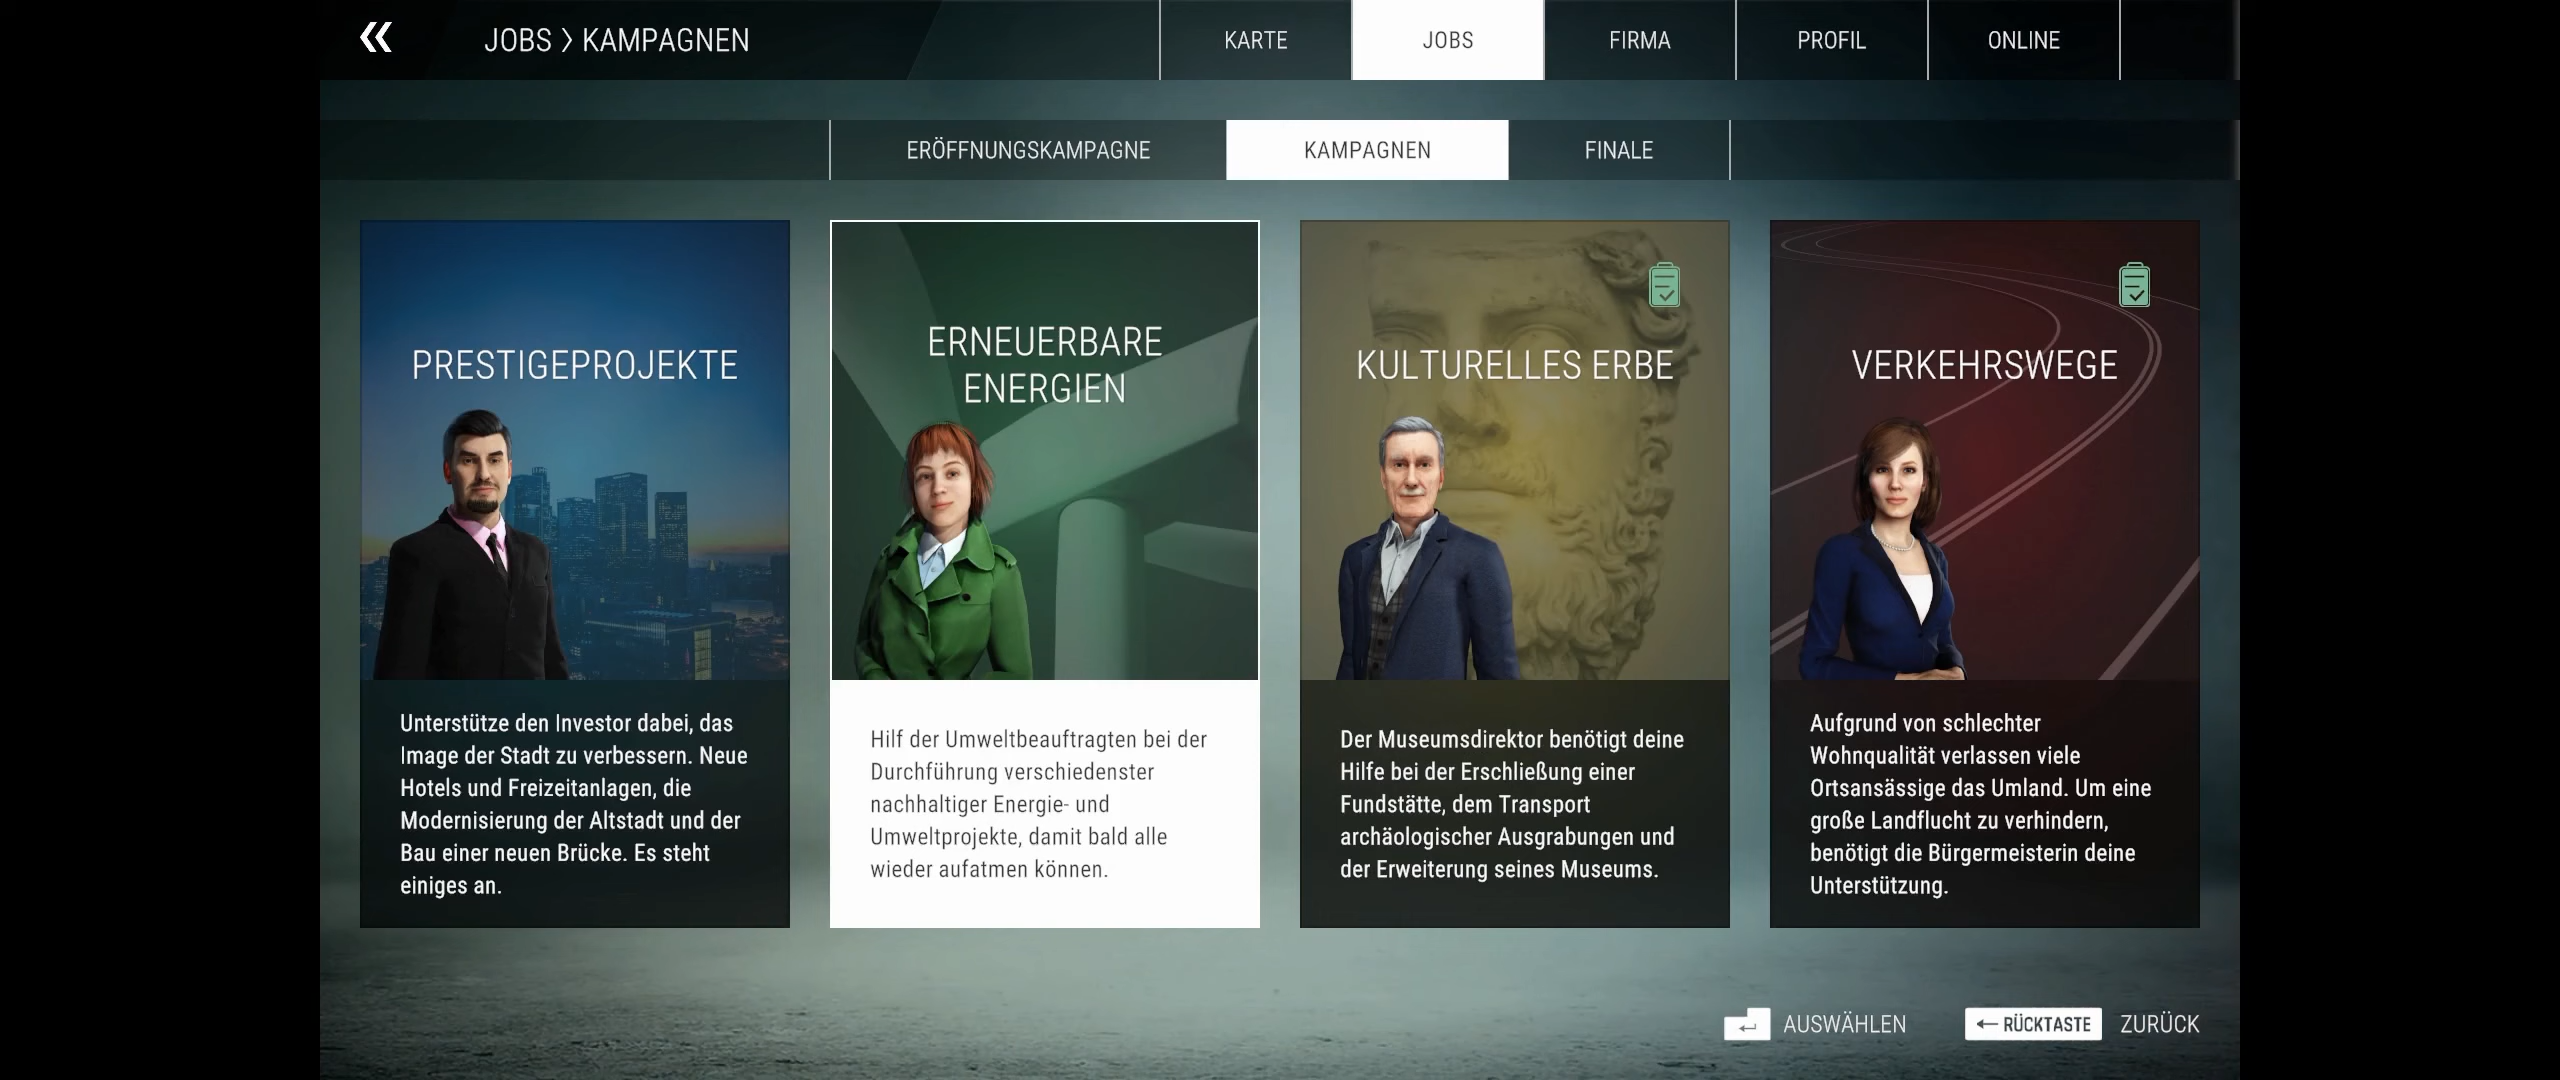 JOBS > KAMPAGNEN
KARTE
JOBS
FIRMA
PROFIL
ONLINE
ERÖFFNUNGSKAMPAGNE
KAMPAGNEN
FINALE
PRESTIGEPROJEKTE
Unterstütze den Investor dabei, das
Image der Stadt zu verbessern. Neue
Hotels und Freizeitanlagen, die
Modernisierung der Altstadt und der
Bau einer neuen Brücke. Es steht
einiges an.
ERNEUERBARE
ENERGIEN
Hilf der Umweltbeauftragten bei der
Durchführung verschiedenster
nachhaltiger Energie- und
Umweltprojekte, damit bald alle
wieder aufatmen können.
KULTURELLES ERBE
Der Museumsdirektor benötigt deine
Hilfe bei der Erschließung einer
Fundstätte, dem Transport
archäologischer Ausgrabungen und
der Erweiterung seines Museums.
VERKEHRSWEGE
Aufgrund von schlechter
Wohnqualität verlassen viele
Ortsansässige das Umland. Um eine
große Landflucht zu verhindern,
benötigt die Bürgermeisterin deine
Unterstützung.
AUSWÄHLEN
← RÜCKTASTE
ZURÜCK